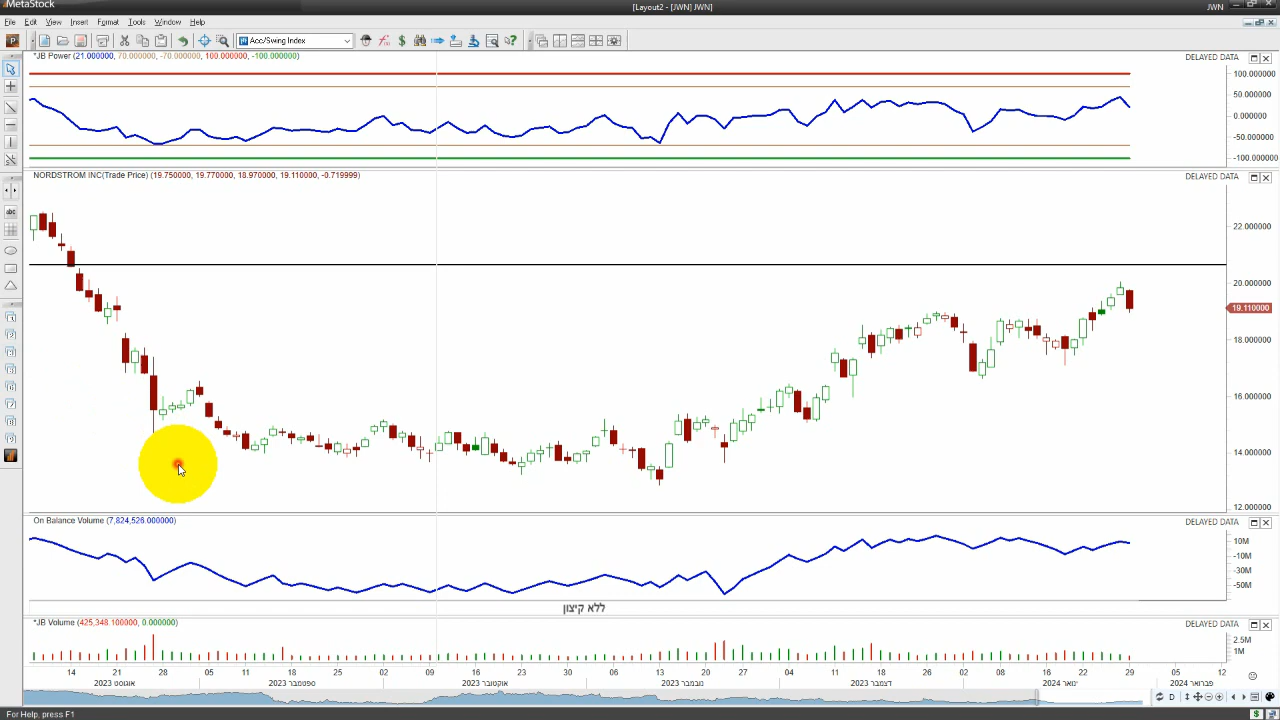 MetaStock
[Layout2 - [JWN] JWN]
JWN
File Edit View Insert Format Tools Window Help
Acc/Swing Index
*JB Power (21.000000, 70.000000, -70.000000, 100.000000, -100.000000)
DELAYED DATA
100.000000
50.000000
0.000000
-50.000000
-100.000000
NORDSTROM INC(Trade Price) (19.750000, 19.770000, 18.970000, 19.110000, -0.719999)
DELAYED DATA
22.000000
20.000000
19.110000
18.000000
16.000000
14.000000
12.000000
On Balance Volume (7,824,526.000000)
DELAYED DATA
10M
-10M
-30M
-50M
ללא קיצון
*JB Volume (425,348.100000, 0.000000)
DELAYED DATA
2.5M
1M
14 21 28 05 11 18 25 02 09 16 23 30 06 13 20 27 04 11 18 26 02 08 16 22 29 05 12
אוגוסט 2023 ספטמבר 2023 אוקטובר 2023 נובמבר 2023 דצמבר 2023 ינואר 2024 פברואר 2024
For Help, press F1